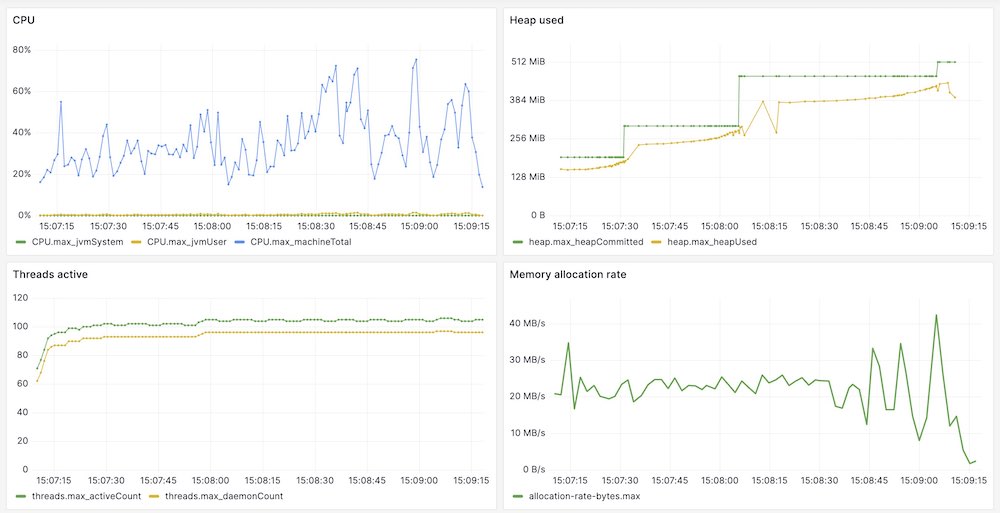 CPU
80%
60%
40%
20%
0%
15:07:15 15:07:30 15:07:45 15:08:00 15:08:15 15:08:30 15:08:45 15:09:00 15:09:15
CPU.max_jvmSystem CPU.max_jvmUser CPU.max_machineTotal
Heap used
512 MiB
384 MiB
256 MiB
128 MiB
0 B
15:07:15 15:07:30 15:07:45 15:08:00 15:08:15 15:08:30 15:08:45 15:09:00 15:09:15
heap.max_heapCommitted heap.max_heapUsed
Threads active
120
100
80
60
40
20
0
15:07:15 15:07:30 15:07:45 15:08:00 15:08:15 15:08:30 15:08:45 15:09:00 15:09:15
threads.max_activeCount threads.max_daemonCount
Memory allocation rate
40 MB/s
30 MB/s
20 MB/s
10 MB/s
0 B/s
15:07:15 15:07:30 15:07:45 15:08:00 15:08:15 15:08:30 15:08:45 15:09:00 15:09:15
allocation-rate-bytes.max